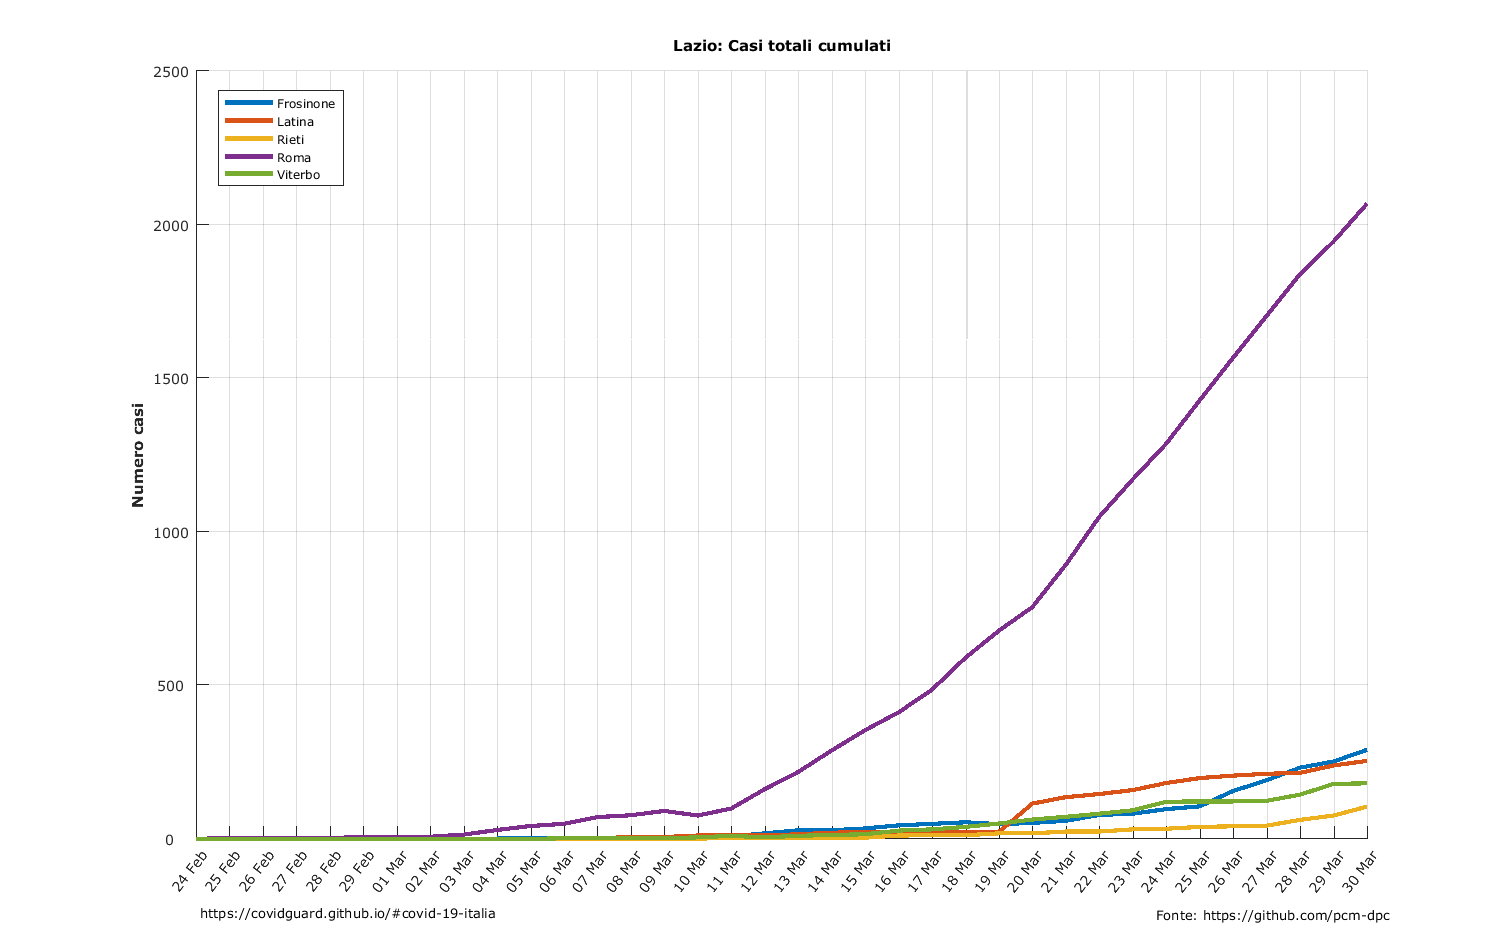 Lazio: Casi totali cumulati
2500
2000
1500
1000
500
0
Numero casi
Frosinone
Latina
Rieti
Roma
Viterbo
24 Feb
25 Feb
26 Feb
27 Feb
28 Feb
29 Feb
01 Mar
02 Mar
03 Mar
04 Mar
05 Mar
06 Mar
07 Mar
08 Mar
09 Mar
10 Mar
11 Mar
12 Mar
13 Mar
14 Mar
15 Mar
16 Mar
17 Mar
18 Mar
19 Mar
20 Mar
21 Mar
22 Mar
23 Mar
24 Mar
25 Mar
26 Mar
27 Mar
28 Mar
29 Mar
30 Mar
https://covidguard.github.io/#covid-19-italia
Fonte: https://github.com/pcm-dpc